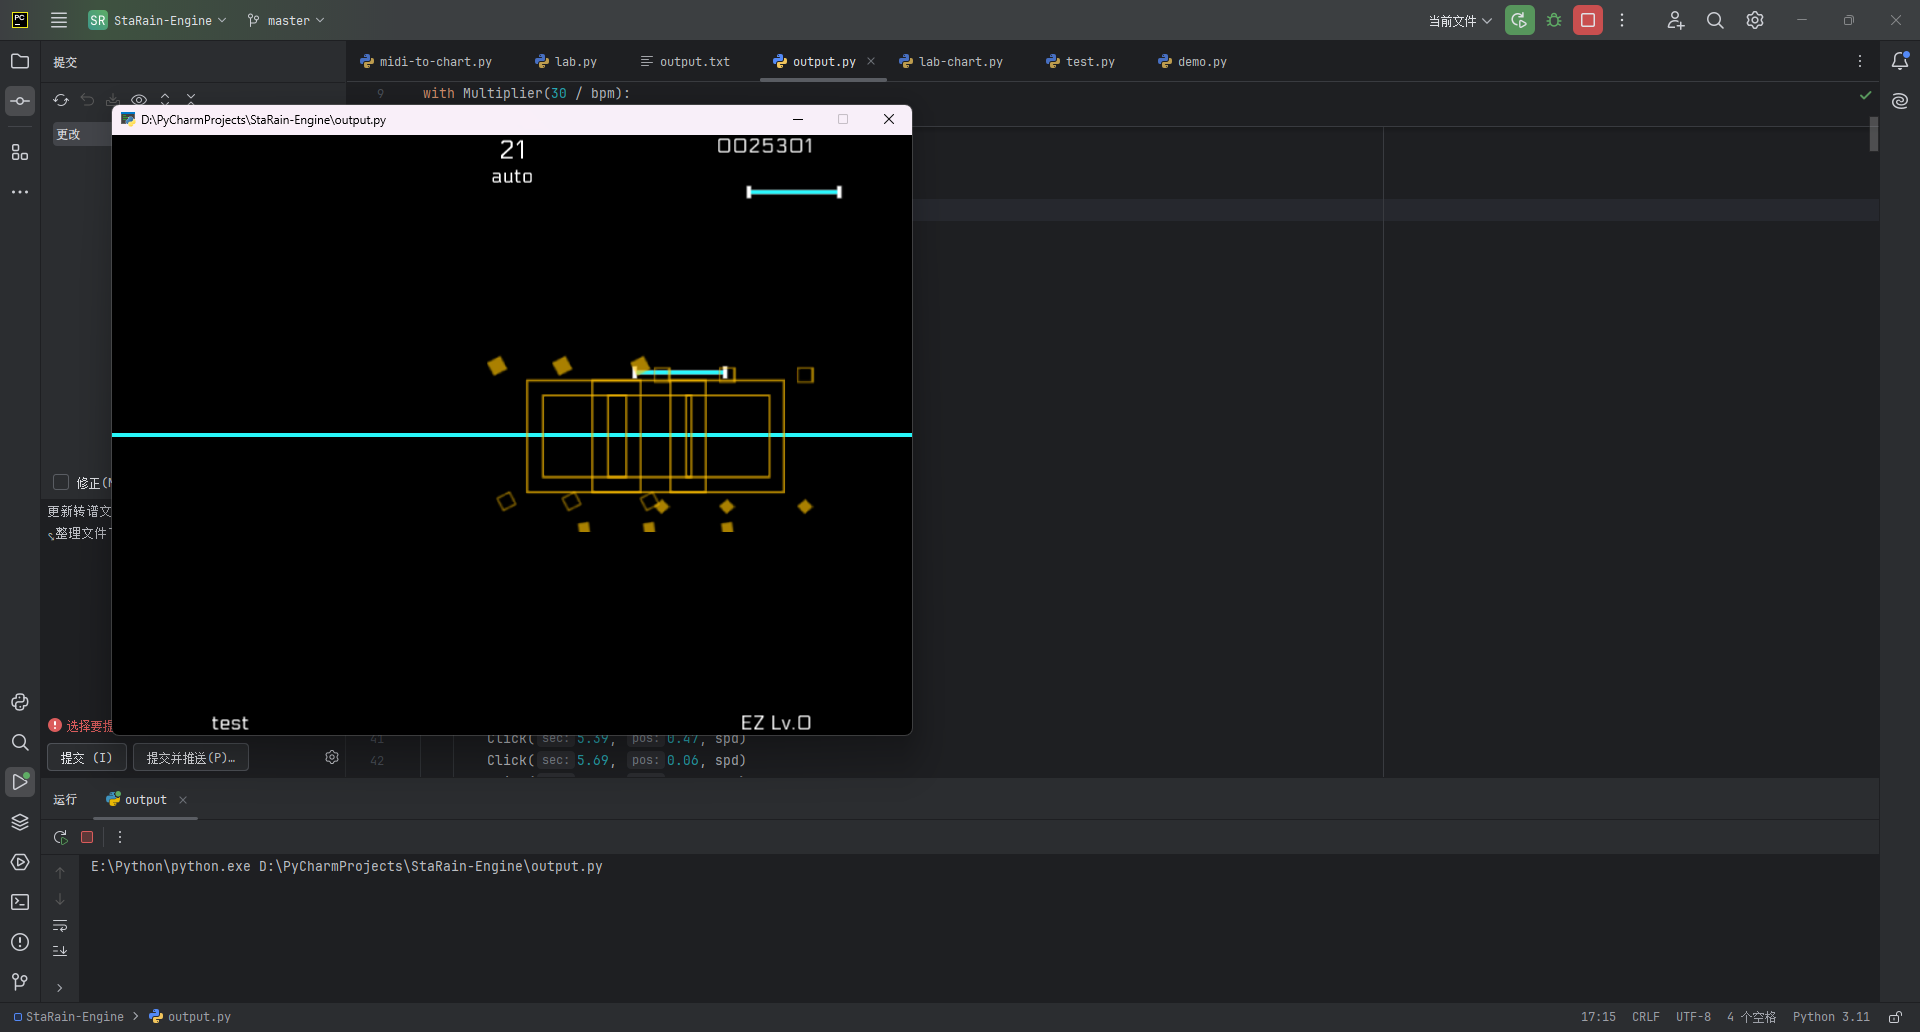 PC
SR StaRain-Engine
master
当前文件
提交
midi-to-chart.py
lab.py
output.txt
output.py
lab-chart.py
test.py
demo.py
9 with Multiplier(30 / bpm):
更改
D:\PyCharmProjects\StaRain-Engine\output.py
21
0025301
auto
修正(
更新转谱文
整理文件
test
EZ Lv.0
选择要提
41 Click( sec: 5.39, pos: 0.47, spd)
42 Click( sec: 5.69, pos: 0.06, spd)
提交 (I)
提交并推送(P)…
运行
output
E:\Python\python.exe D:\PyCharmProjects\StaRain-Engine\output.py
StaRain-Engine
output.py
17:15
CRLF
UTF-8
4 个空格
Python 3.11